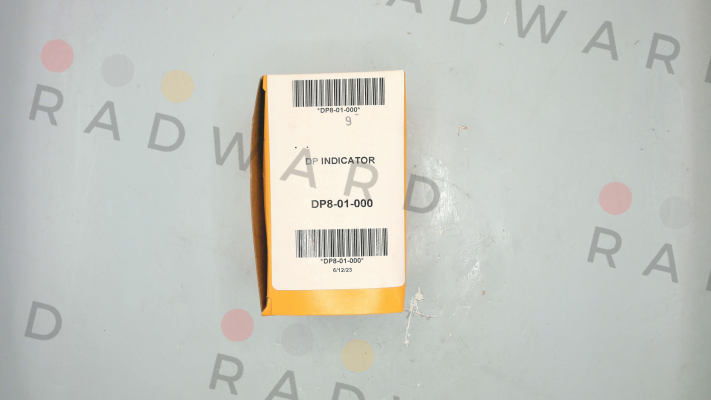 RADWARD
*DP8-01-000*
9
DP INDICATOR
DP8-01-000
*DP8-01-000*
6/12/23
RADWARD
RADWARD
RA
D
RADWAR